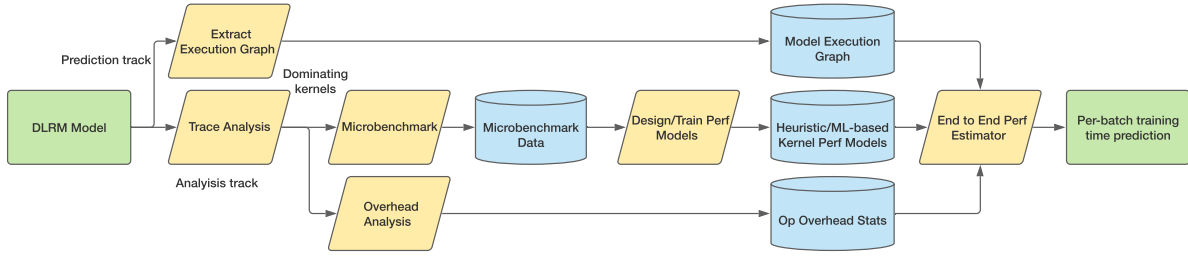 Prediction track
Extract
Execution Graph
Model Execution
Graph
Dominating
kernels
DLRM Model
Trace Analysis
Microbenchmark
Microbenchmark
Data
Design/Train Perf
Models
Heuristic/ML-based
Kernel Perf Models
End to End Perf
Estimator
Per-batch training
time prediction
Analyisis track
Overhead
Analysis
Op Overhead Stats